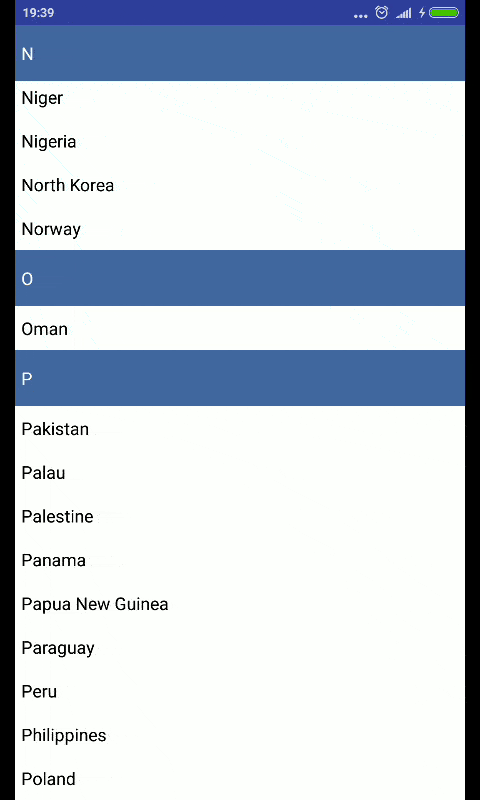 19:39
N
Niger
Nigeria
North Korea
Norway
O
Oman
P
Pakistan
Palau
Palestine
Panama
Papua New Guinea
Paraguay
Peru
Philippines
Poland